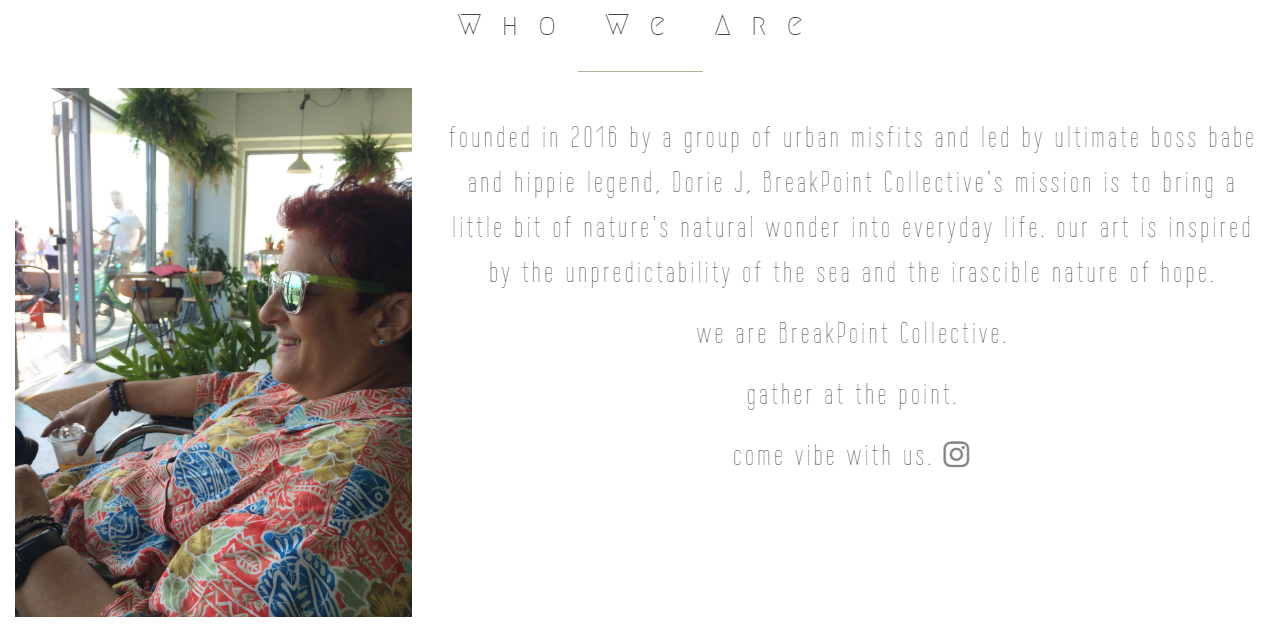 Who We Are
founded in 2016 by a group of urban misfits and led by ultimate boss babe
and hippie legend, Dorie J, BreakPoint Collective's mission is to bring a
little bit of nature's natural wonder into everyday life. our art is inspired
by the unpredictability of the sea and the irascible nature of hope.
we are BreakPoint Collective.
gather at the point.
come vibe with us.